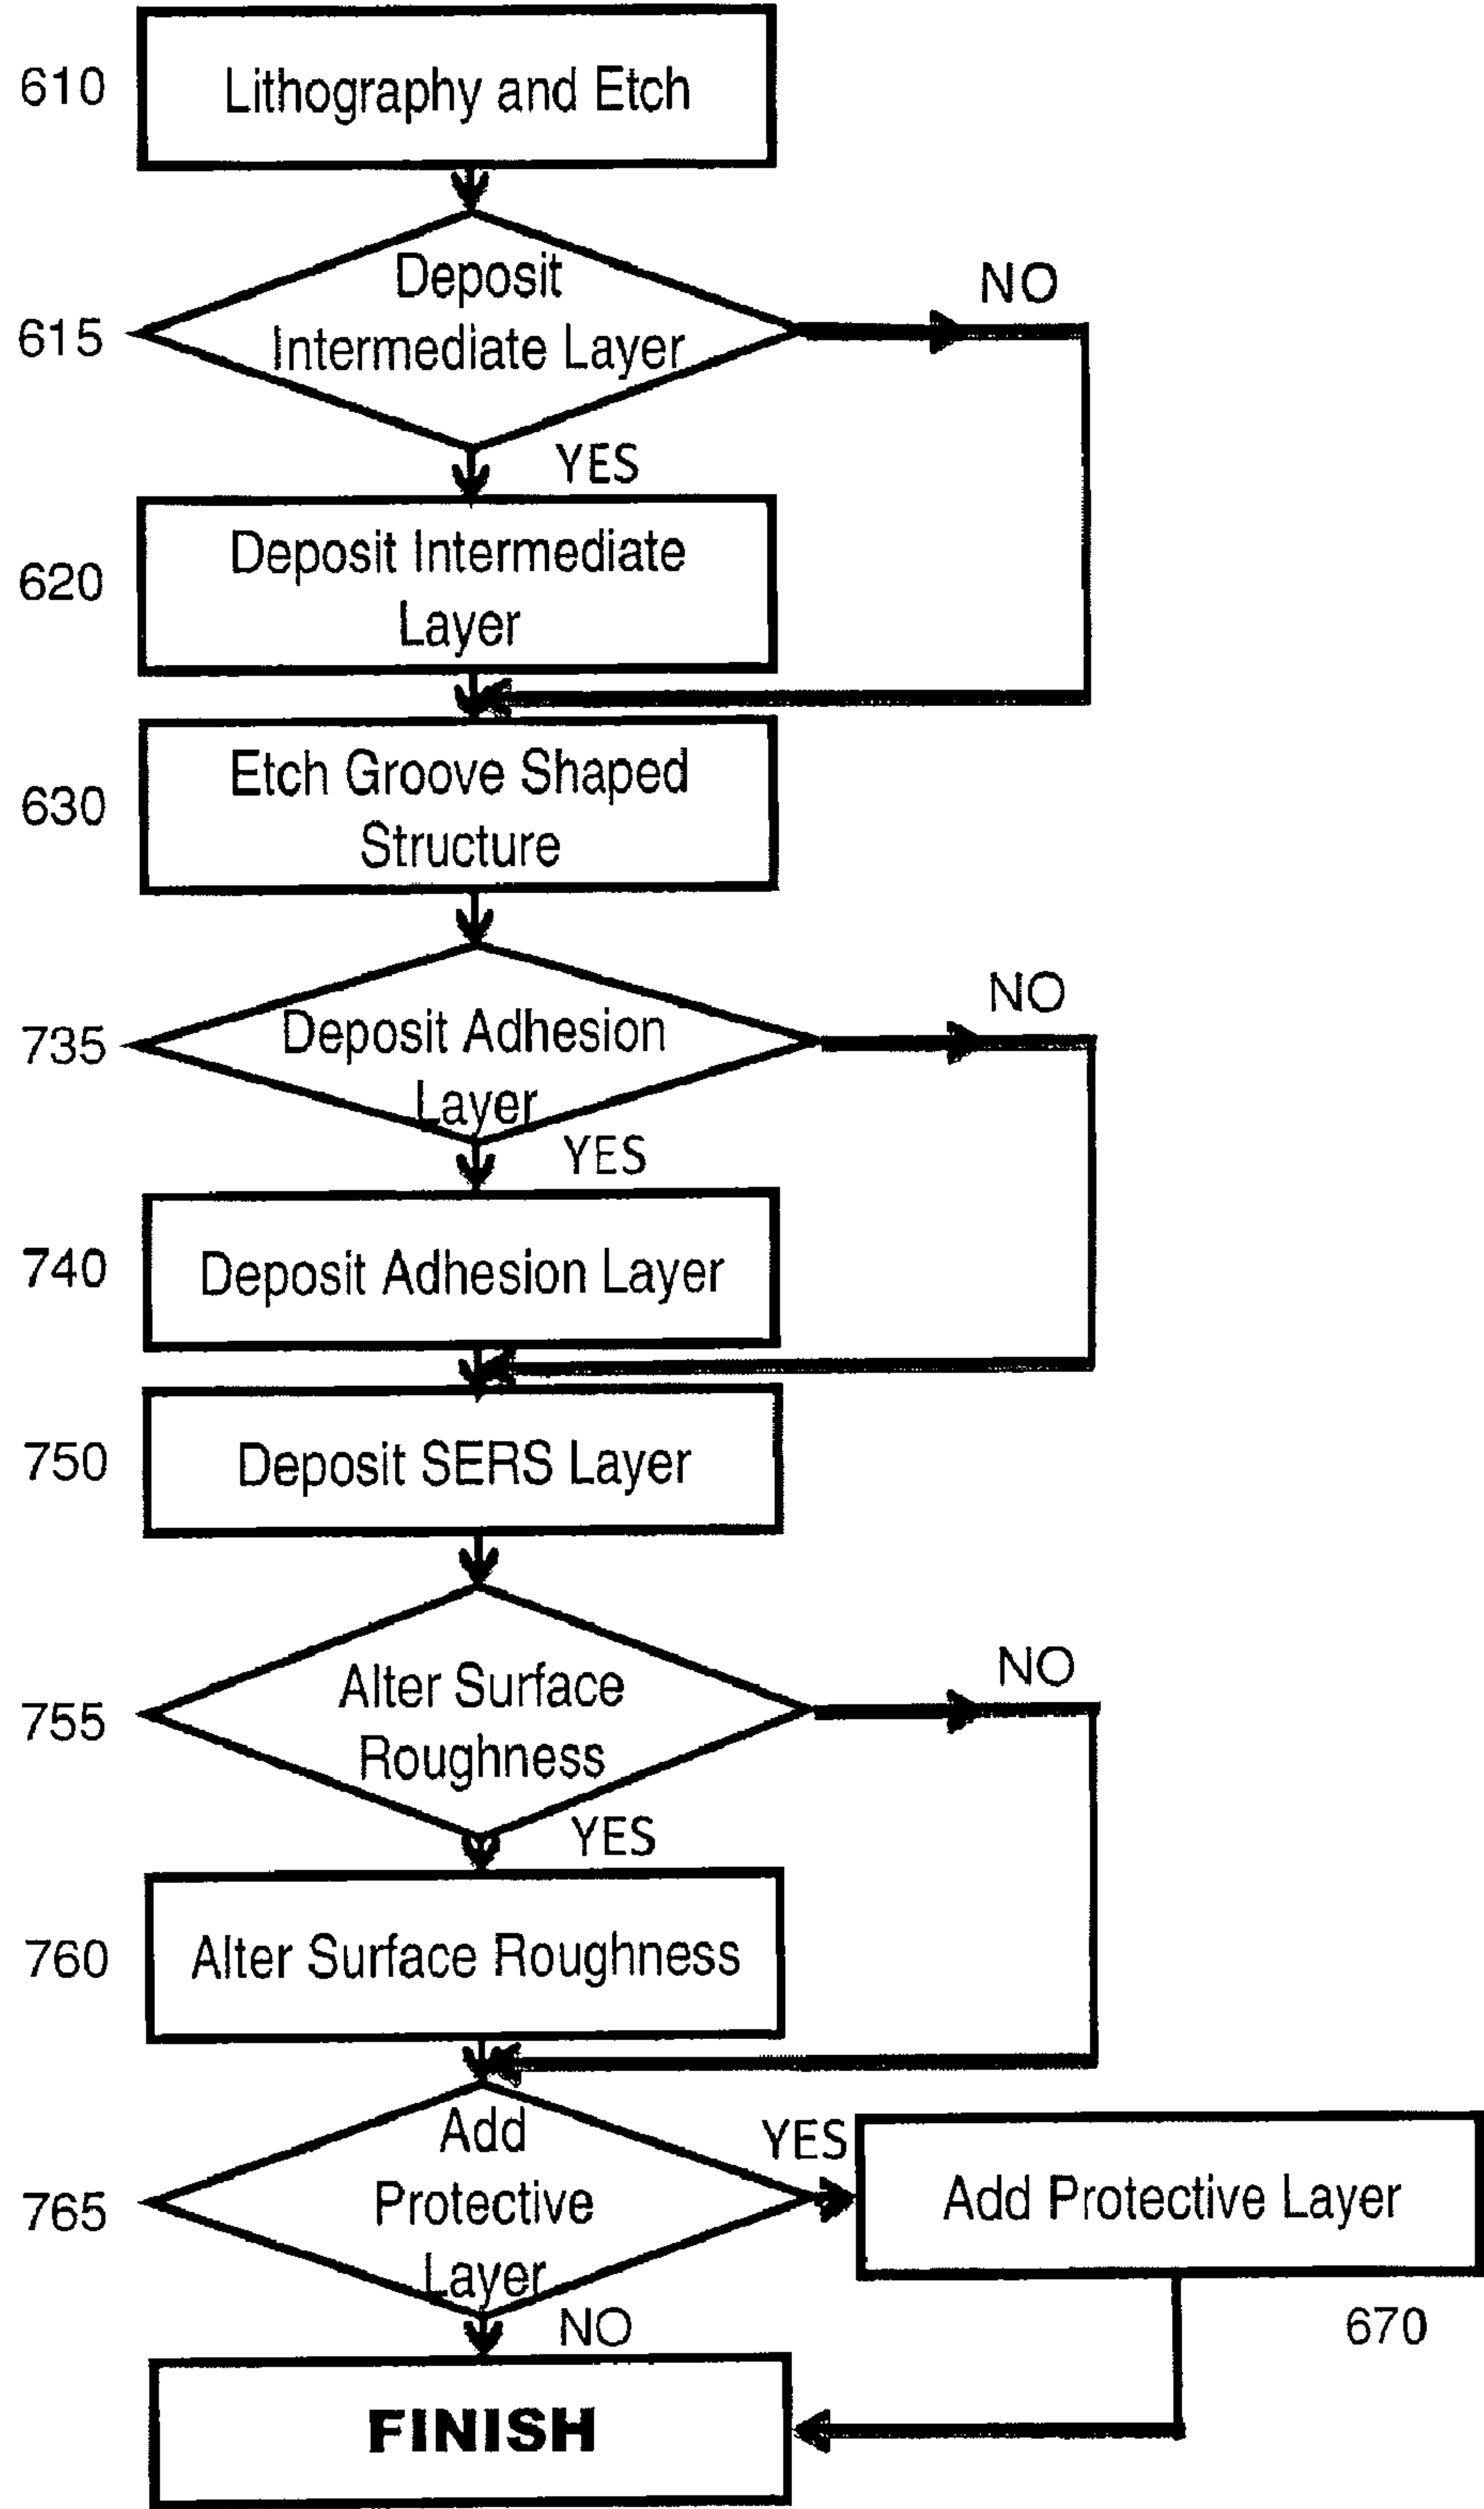 610
Lithography and Etch
615
Deposit
Intermediate Layer
NO
YES
620
Deposit Intermediate
Layer
630
Etch Groove Shaped
Structure
735
Deposit Adhesion
Layer
NO
YES
740
Deposit Adhesion Layer
750
Deposit SERS Layer
755
Alter Surface
Roughness
NO
YES
760
Alter Surface Roughness
765
Add
Protective
Layer
YES
Add Protective Layer
670
NO
FINISH